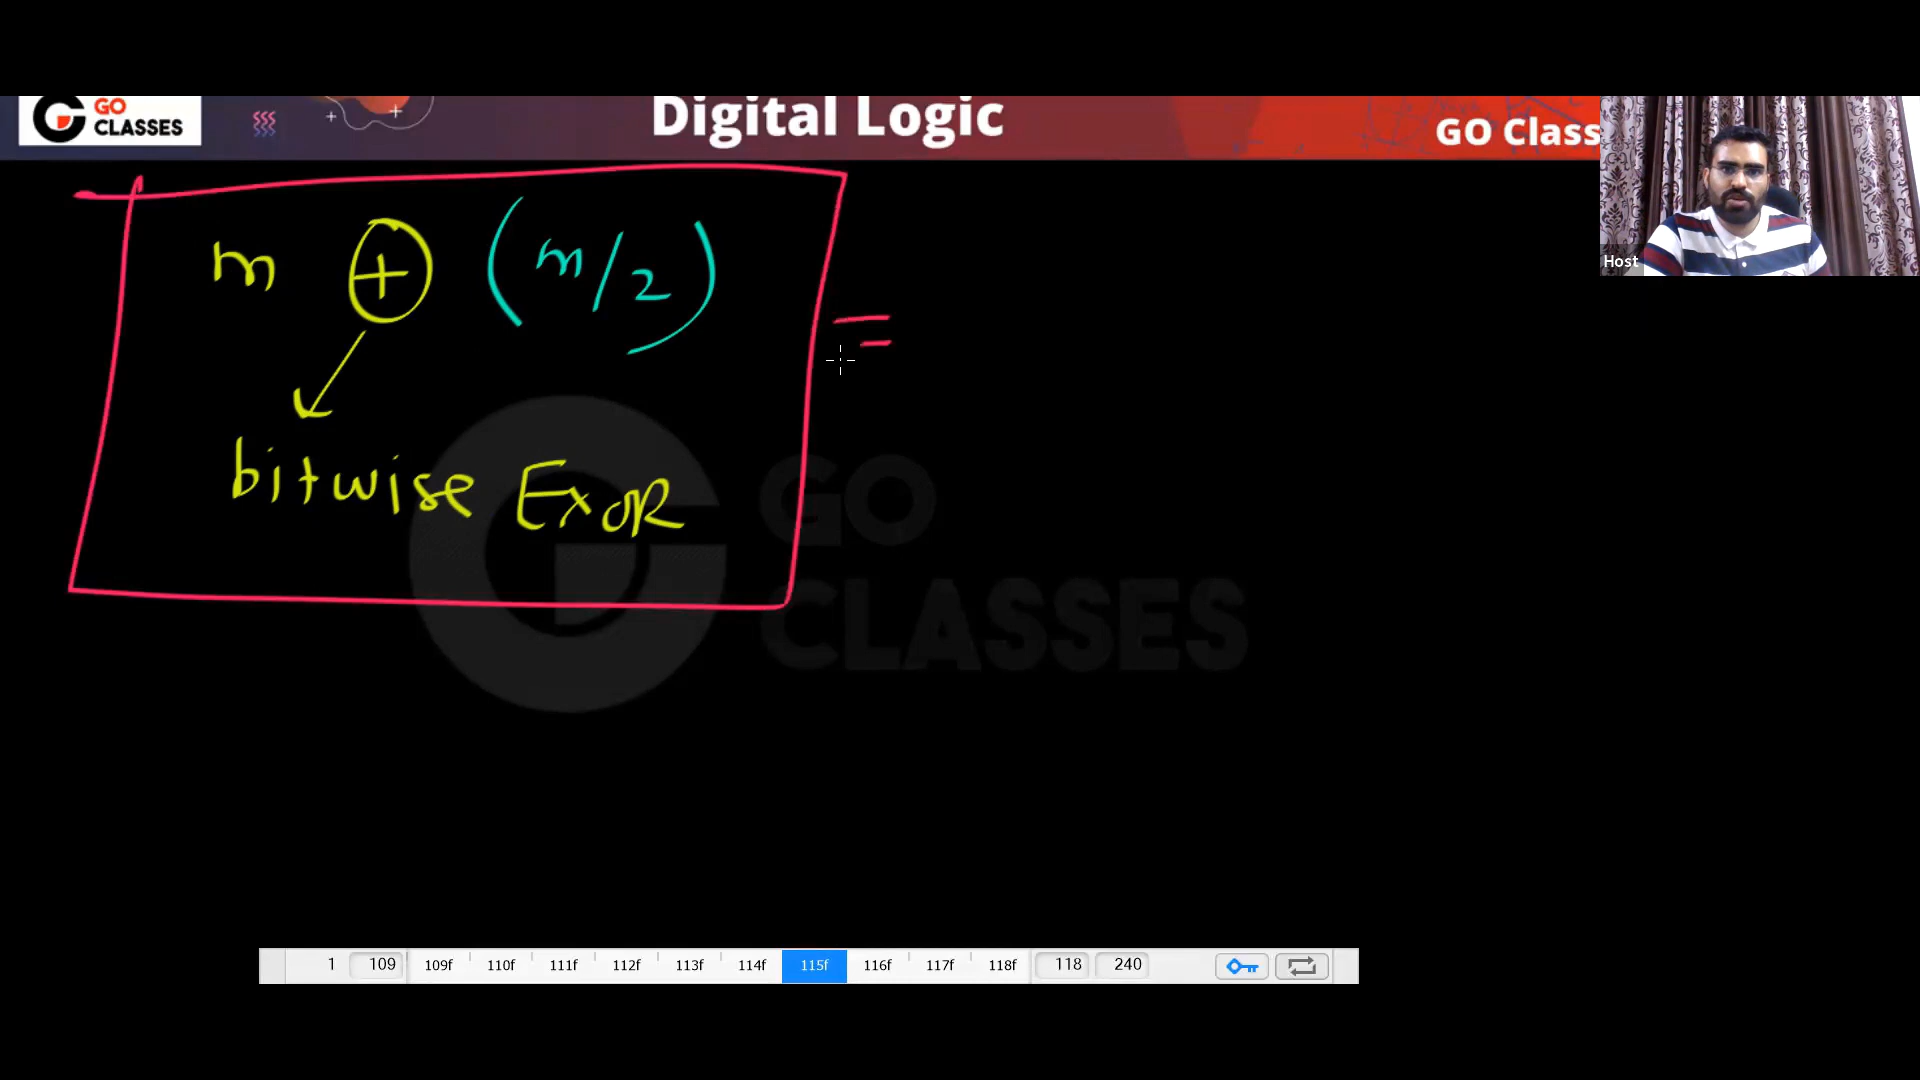 GO
CLASSES
Digital Logic
GO Class
Host
m ⊕ (m/2)
=
bitwise ExOR
GO
CLASSES
1 109 109f 110f 111f 112f 113f 114f 115f 116f 117f 118f 118 240